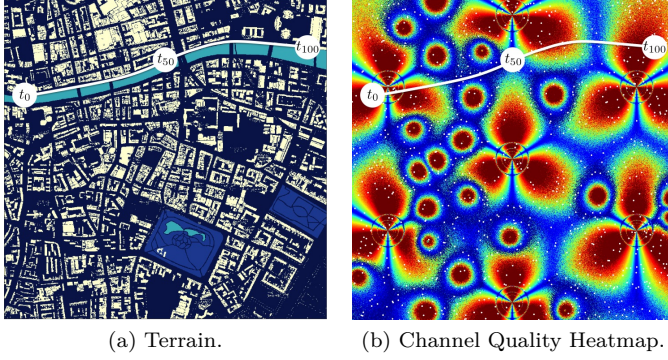 t₀ t₅₀ t₁₀₀
t₀ t₅₀ t₁₀₀
(a) Terrain.
(b) Channel Quality Heatmap.